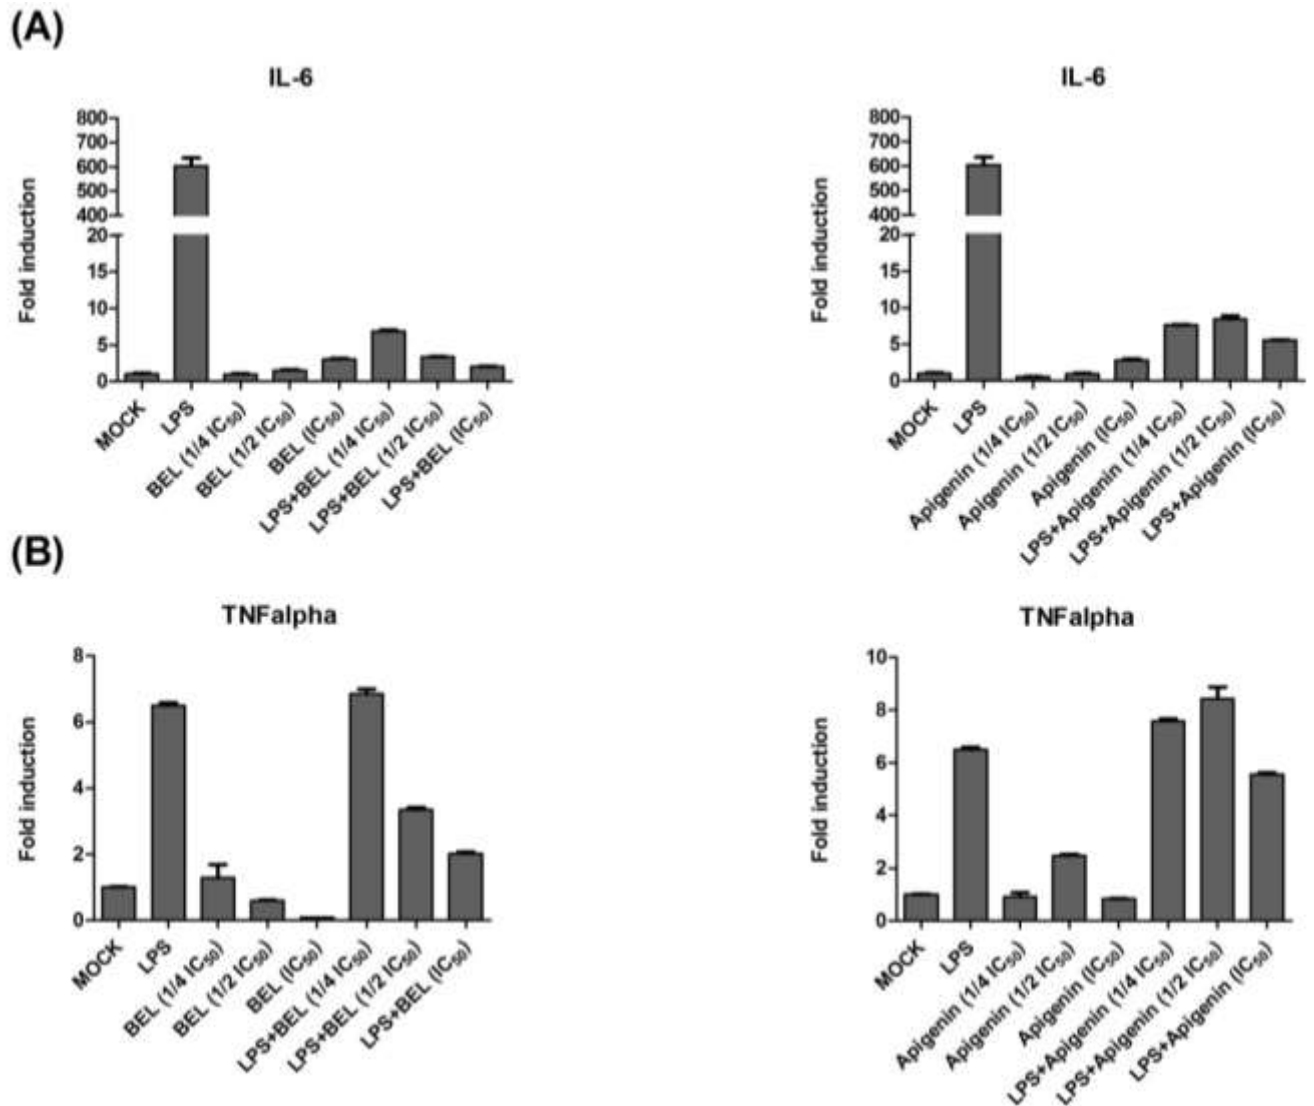 (A)
IL-6
Fold induction
800
700
600
500
400
20
15
10
5
0
MOCK
LPS
BEL (1/4 IC₅₀)
BEL (1/2 IC₅₀)
BEL (IC₅₀)
LPS+BEL (1/4 IC₅₀)
LPS+BEL (1/2 IC₅₀)
LPS+BEL (IC₅₀)
IL-6
Fold induction
800
700
600
500
400
20
15
10
5
0
MOCK
LPS
Apigenin (1/4 IC₅₀)
Apigenin (1/2 IC₅₀)
Apigenin (IC₅₀)
LPS+Apigenin (1/4 IC₅₀)
LPS+Apigenin (1/2 IC₅₀)
LPS+Apigenin (IC₅₀)
(B)
TNFalpha
Fold induction
8
6
4
2
0
MOCK
LPS
BEL (1/4 IC₅₀)
BEL (1/2 IC₅₀)
BEL (IC₅₀)
LPS+BEL (1/4 IC₅₀)
LPS+BEL (1/2 IC₅₀)
LPS+BEL (IC₅₀)
TNFalpha
Fold induction
10
8
6
4
2
0
MOCK
LPS
Apigenin (1/4 IC₅₀)
Apigenin (1/2 IC₅₀)
Apigenin (IC₅₀)
LPS+Apigenin (1/4 IC₅₀)
LPS+Apigenin (1/2 IC₅₀)
LPS+Apigenin (IC₅₀)